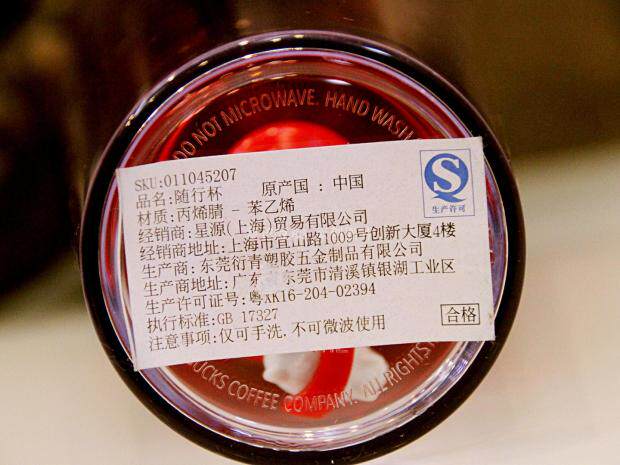 DO NOT MICROWAVE. HAND WASH
SKU:011045207
品名:随行杯 原产国 : 中国
材质:丙烯腈 - 苯乙烯
经销商:星源(上海)贸易有限公司
经销商地址:上海市宜山路1009号创新大厦4楼
生产商:东莞衍青塑胶五金制品有限公司
生产商地址:广东 东莞市清溪镇银湖工业区
生产许可证号:粤XK16-204-02394
执行标准:GB 17327
注意事项:仅可手洗.不可微波使用
生产许可
合格
COFFEE COMPANY. ALL RIGHTS